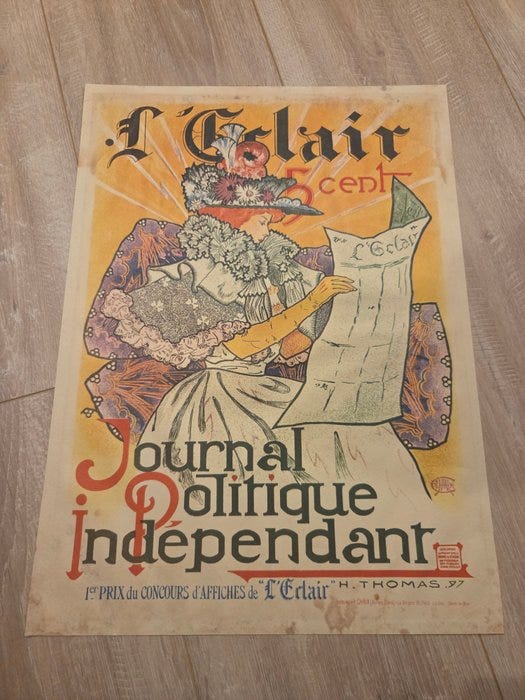 L'Eclair
5 cent
L'Eclair
Journal
Politique
Indépendant
1er PRIX du CONCOURS d'AFFICHES de "L'Eclair" H. THOMAS. 97